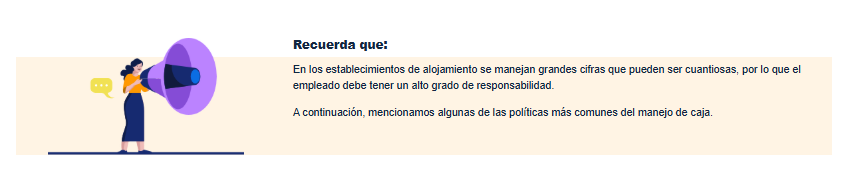 Recuerda que:
En los establecimientos de alojamiento se manejan grandes cifras que pueden ser cuantiosas, por lo que el
empleado debe tener un alto grado de responsabilidad.
A continuación, mencionamos algunas de las políticas más comunes del manejo de caja.